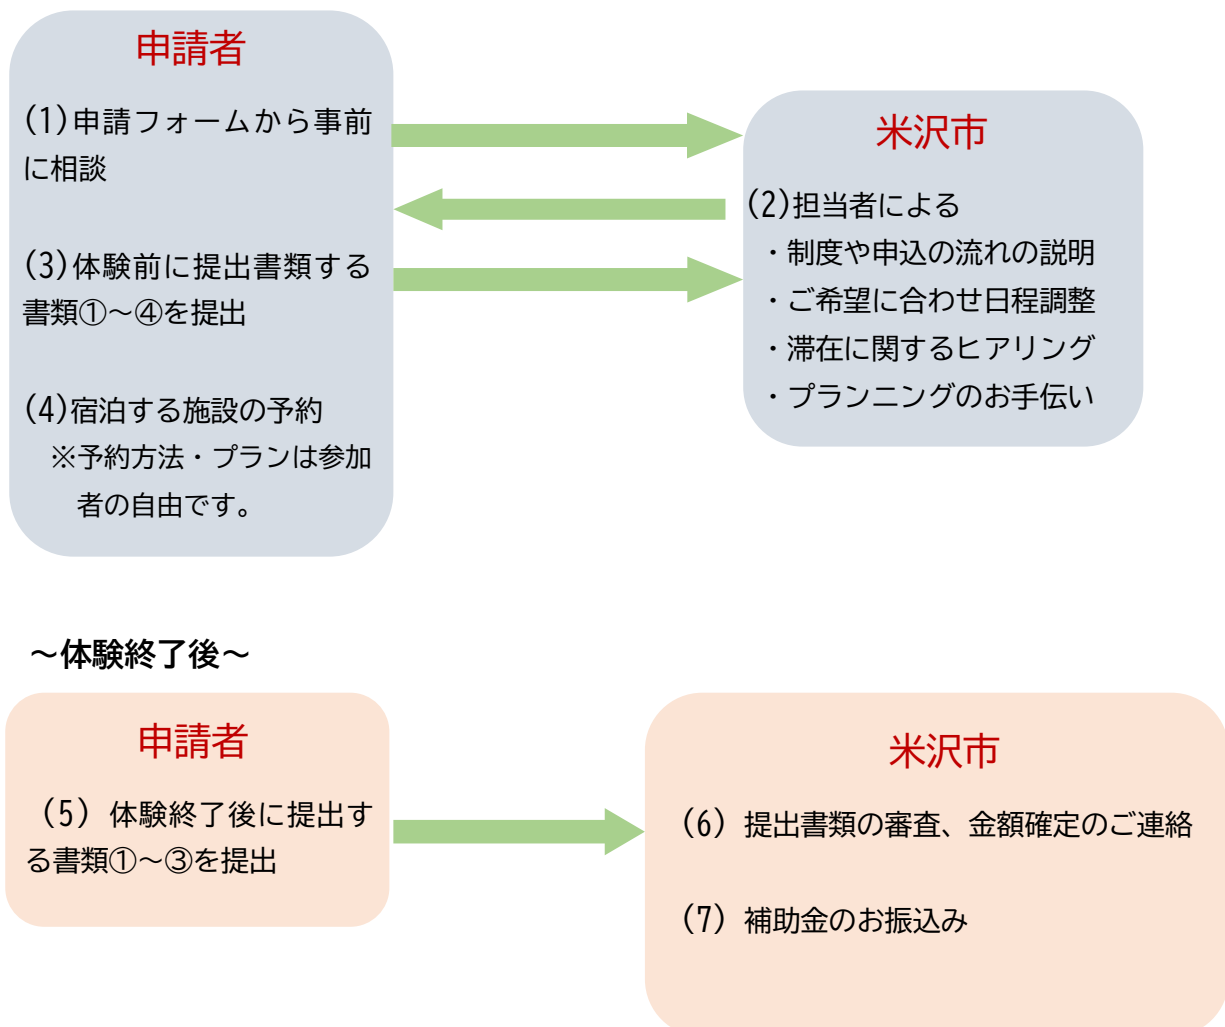 申請者
(1)申請フォームから事前
に相談
(3)体験前に提出書類する
書類①~④を提出
(4)宿泊する施設の予約
※予約方法・プランは参加
者の自由です。
米沢市
(2)担当者による
・制度や申込の流れの説明
・ご希望に合わせ日程調整
・滞在に関するヒアリング
・プランニングのお手伝い
~体験終了後~
申請者
(5) 体験終了後に提出す
る書類①~③を提出
米沢市
(6) 提出書類の審査、金額確定のご連絡
(7) 補助金のお振込み